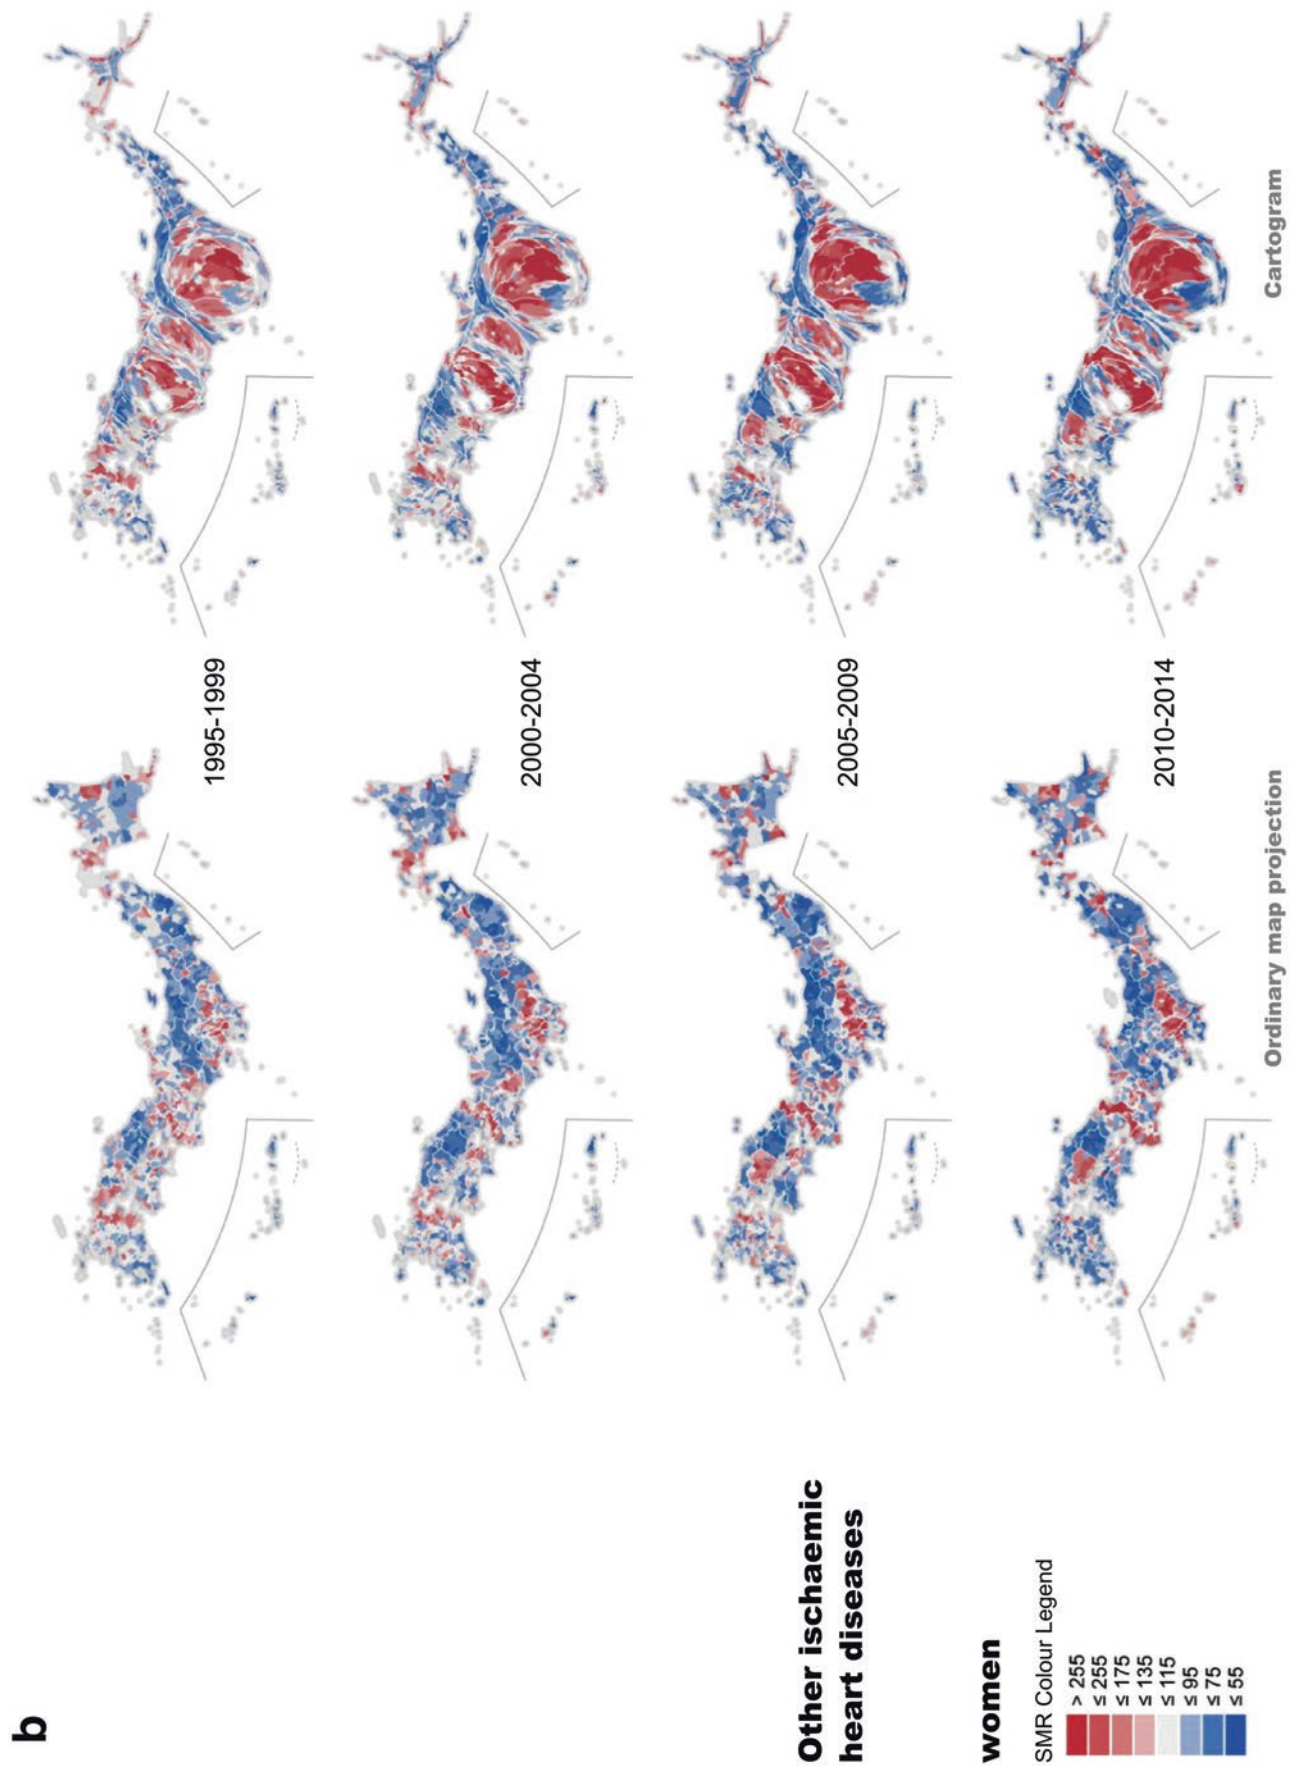 b
Other ischaemic
heart diseases
women
SMR Colour Legend
> 255
≤ 255
≤ 175
≤ 135
≤ 115
≤ 95
≤ 75
≤ 55
1995-1999
2000-2004
2005-2009
2010-2014
Ordinary map projection
Cartogram